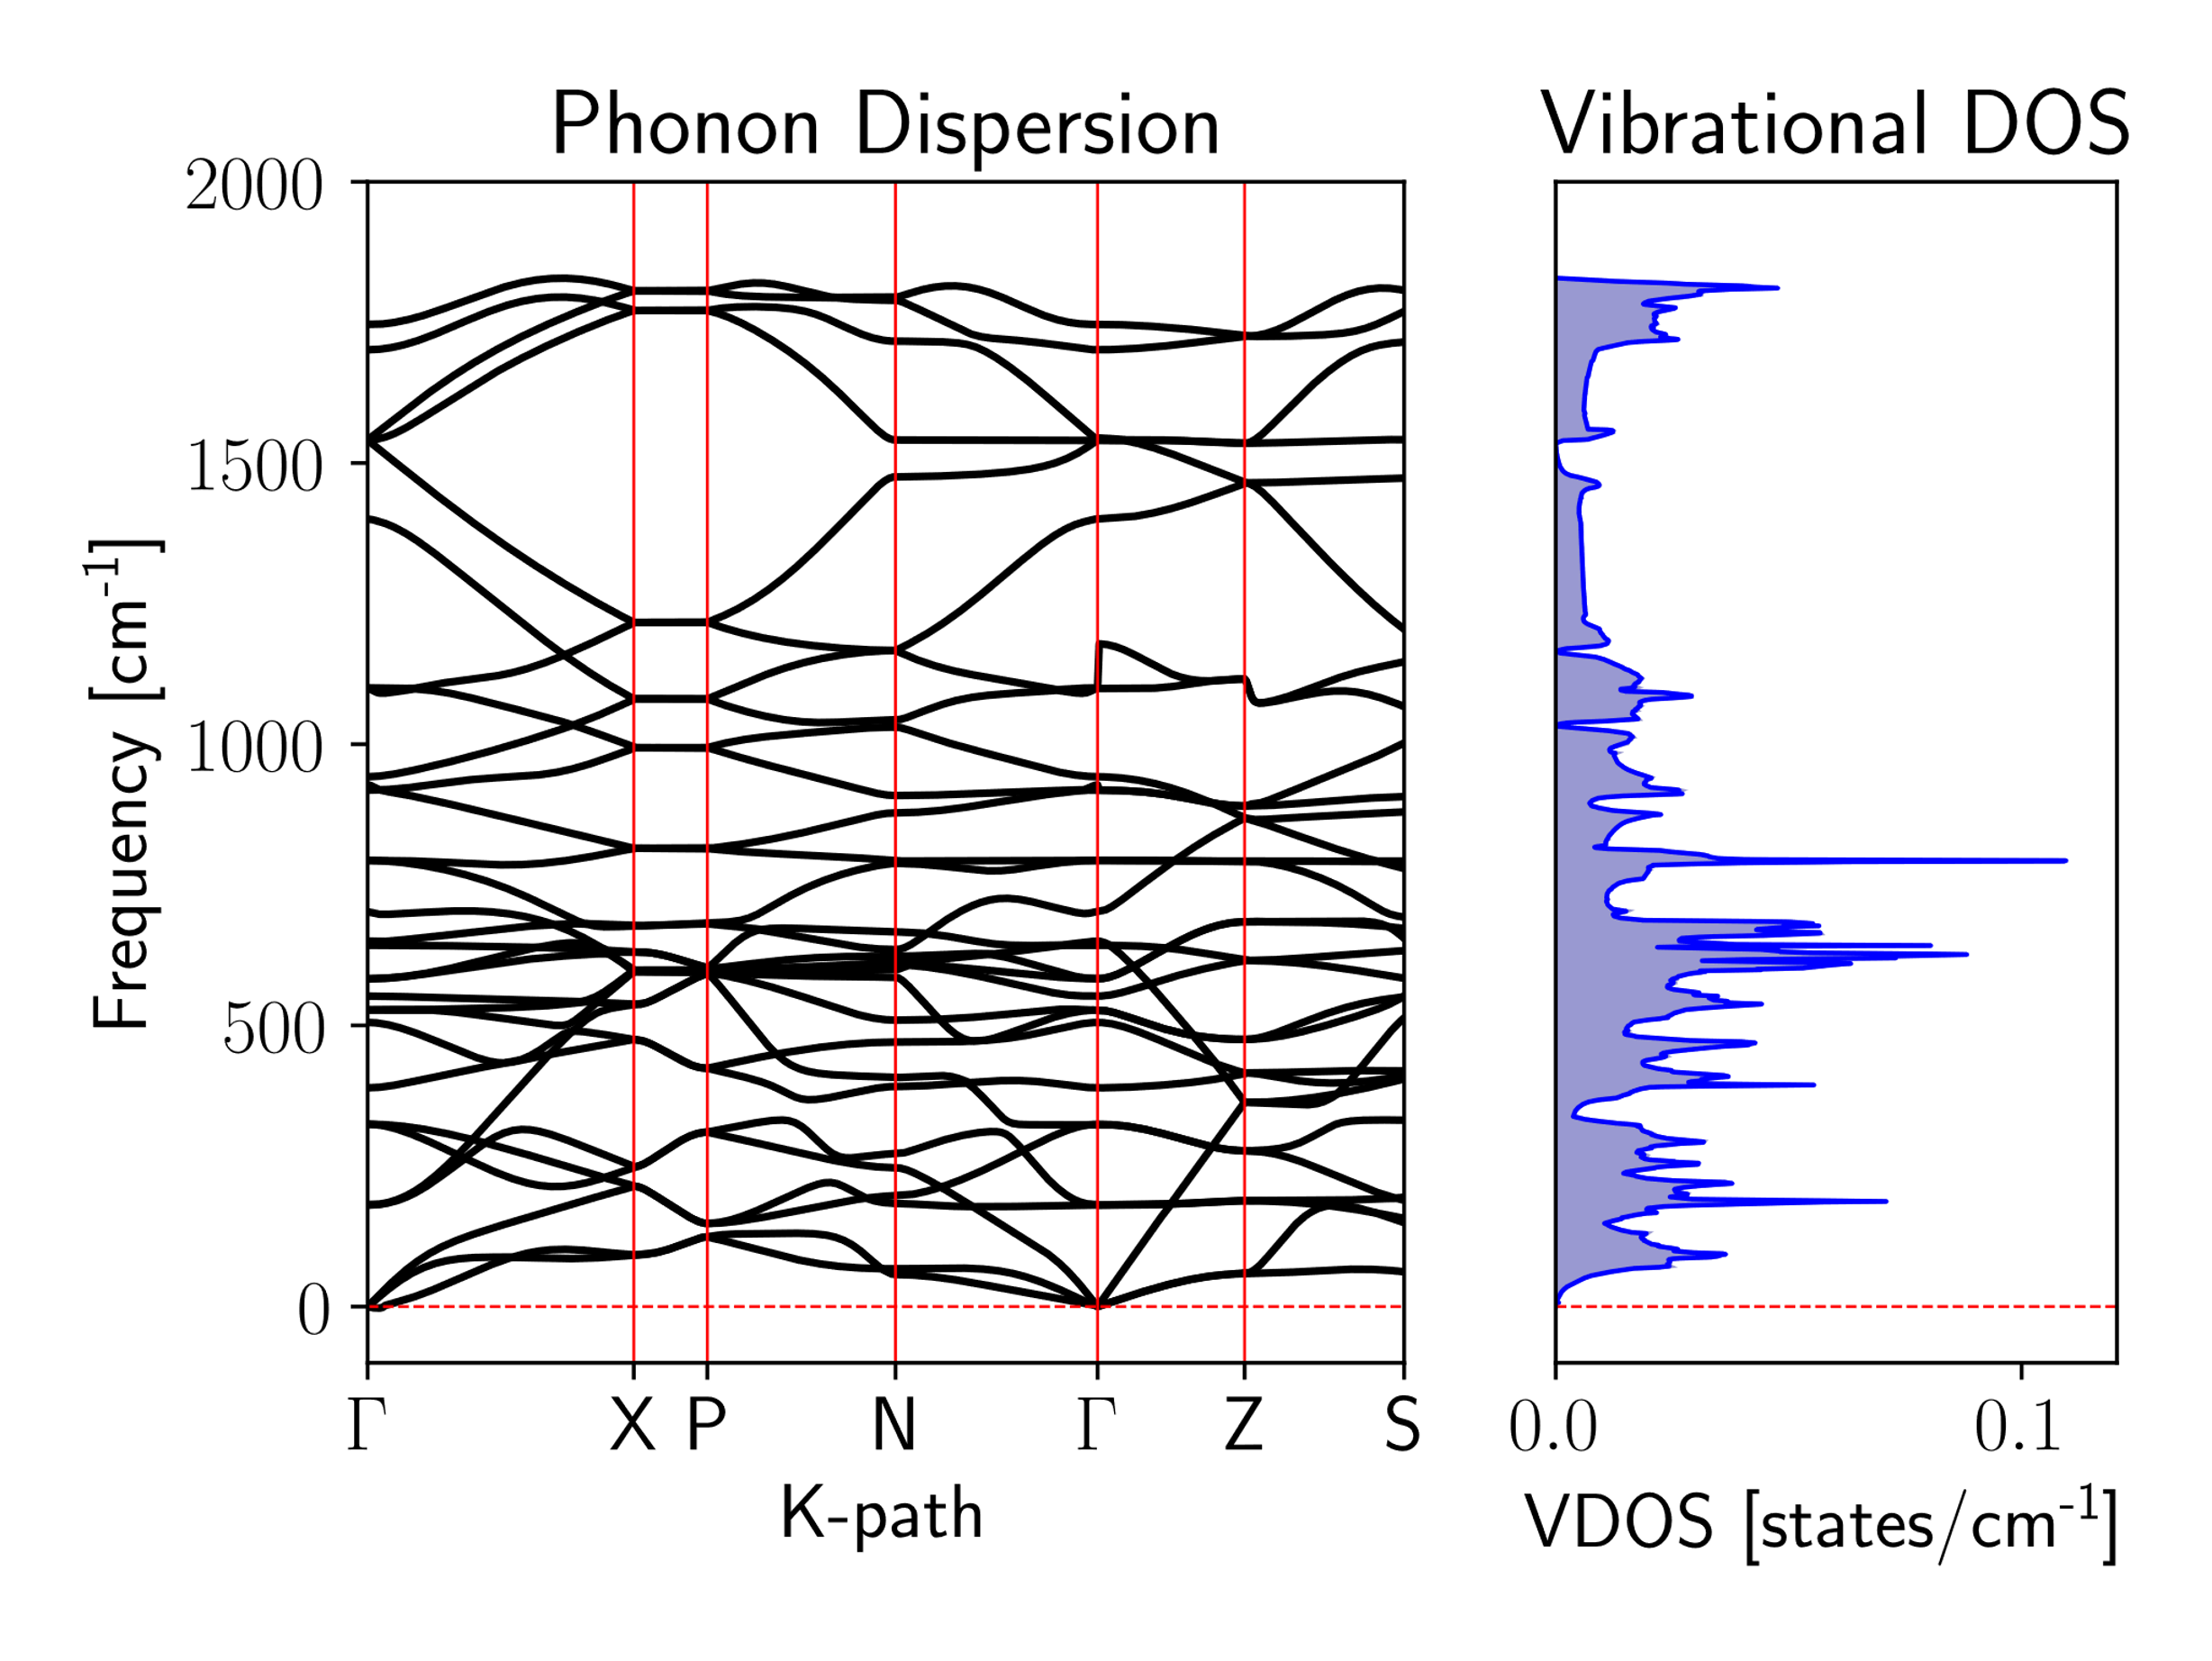 Phonon Dispersion
Vibrational DOS
2000
1500
1000
500
0
Frequency [cm⁻¹]
Γ X P N Γ Z S
K-path
0.0 0.1
VDOS [states/cm⁻¹]